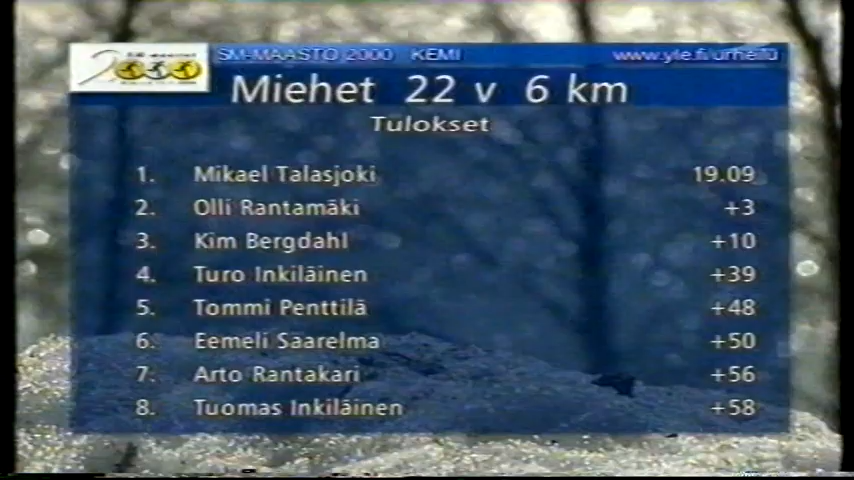 2000
SM-MAASTO 2000 KEMI www.yle.fi/urheilu
Miehet 22 v 6 km
Tulokset
1. Mikael Talasjoki 19.09
2. Olli Rantamäki +3
3. Kim Bergdahl +10
4. Turo Inkiläinen +39
5. Tommi Penttilä +48
6. Eemeli Saarelma +50
7. Arto Rantakari +56
8. Tuomas Inkiläinen +58